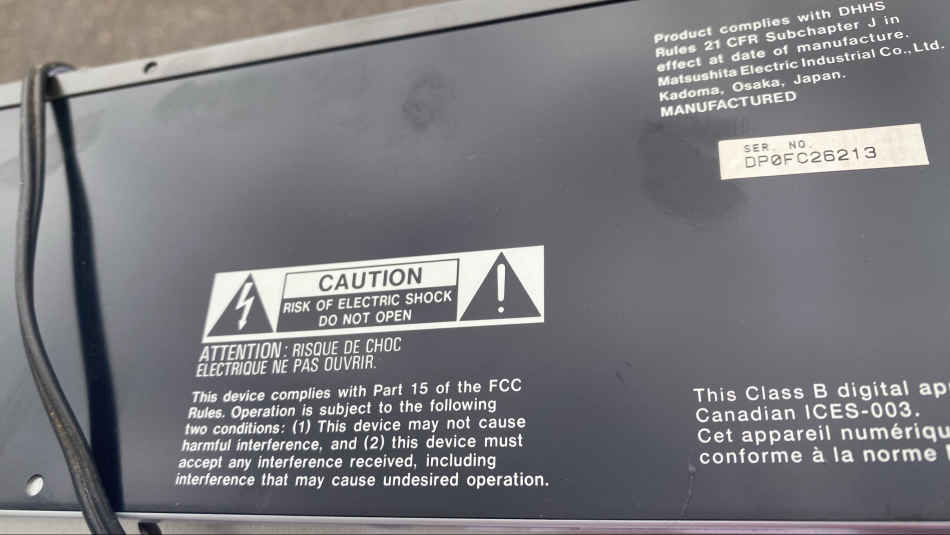 Product complies with DHHS
Rules 21 CFR Subchapter J in
effect at date of manufacture.
Matsushita Electric Industrial Co., Ltd.
Kadoma, Osaka, Japan.
MANUFACTURED
SER. NO.
DP0FC26213
CAUTION
RISK OF ELECTRIC SHOCK
DO NOT OPEN
ATTENTION: RISQUE DE CHOC
ELECTRIQUE NE PAS OUVRIR.
This device complies with Part 15 of the FCC
Rules. Operation is subject to the following
two conditions: (1) This device may not cause
harmful interference, and (2) this device must
accept any interference received, including
interference that may cause undesired operation.
This Class B digital ap
Canadian ICES-003.
Cet appareil numériqu
conforme à la norme